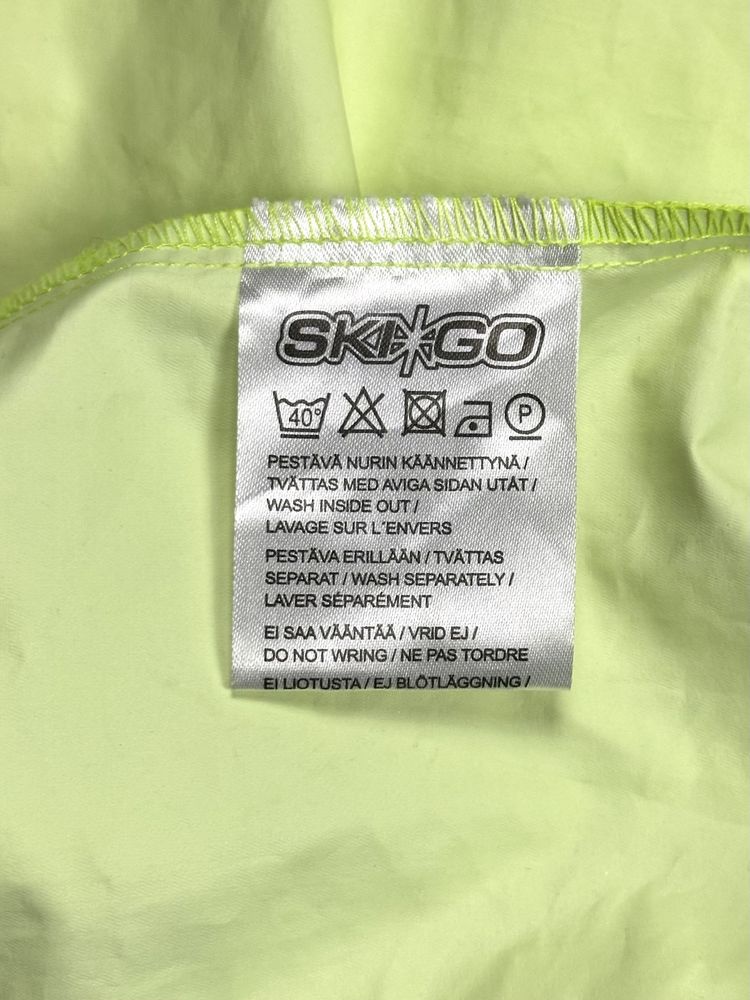 SKI*GO
40°
P
PESTÄVÄ NURIN KÄÄNNETTYNÄ /
TVÄTTAS MED AVIGA SIDAN UTÅT /
WASH INSIDE OUT /
LAVAGE SUR L´ENVERS
PESTÄVA ERILLÄÄN / TVÄTTAS
SEPARAT / WASH SEPARATELY /
LAVER SÉPARÉMENT
EI SAA VÄÄNTÄÄ / VRID EJ /
DO NOT WRING / NE PAS TORDRE
EI LIOTUSTA / EJ BLÖTLÄGGNING /